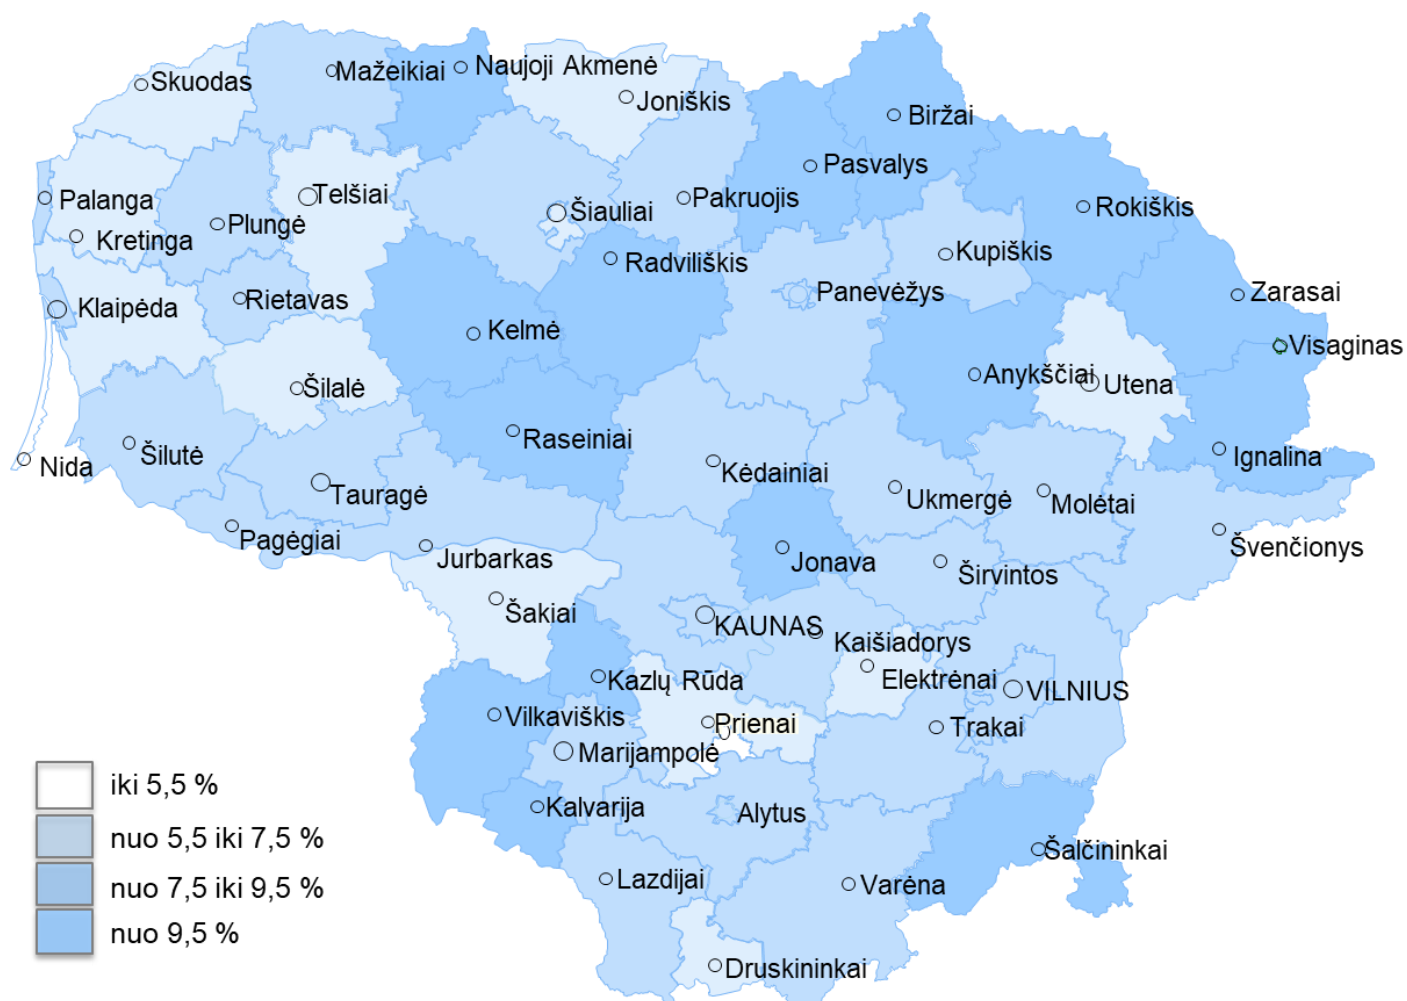 Skuodas
Mažeikiai
Naujoji Akmenė
Joniškis
Biržai
Pasvalys
Palanga
Telšiai
Šiauliai
Pakruojis
Rokiškis
Plungė
Kretinga
Kupiškis
Radviliškis
Rietavas
Panevėžys
Zarasai
Klaipėda
Kelmė
Visaginas
Šilalė
Anykščiai
Utena
Raseiniai
Šilutė
Ignalina
Nida
Kėdainiai
Tauragė
Ukmergė
Molėtai
Pagėgiai
Švenčionys
Jurbarkas
Jonava
Širvintos
Šakiai
KAUNAS
Kaišiadorys
Kazlų Rūda
Elektrėnai
VILNIUS
Vilkaviškis
Prienai
Trakai
Marijampolė
Kalvarija
Alytus
Šalčininkai
Lazdijai
Varėna
Druskininkai
iki 5,5 %
nuo 5,5 iki 7,5 %
nuo 7,5 iki 9,5 %
nuo 9,5 %